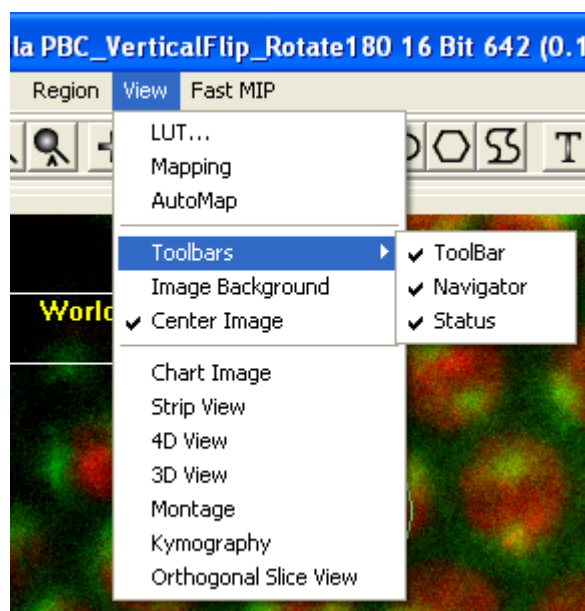 la PBC_VerticalFlip_Rotate180 16 Bit 642 (0.1
Region View Fast MIP
T
LUT...
Mapping
AutoMap
Toolbars
ToolBar
Image Background
Navigator
World
Center Image
Status
Chart Image
Strip View
4D View
3D View
Montage
Kymography
Orthogonal Slice View